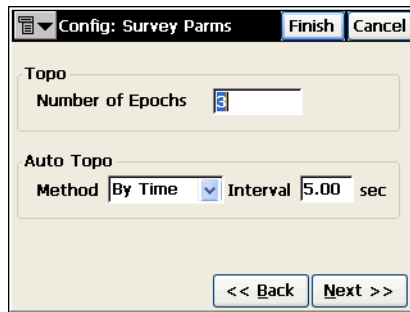 Config: Survey Parms Finish Cancel
Topo
Number of Epochs 3
Auto Topo
Method By Time Interval 5.00 sec
<< Back Next >>